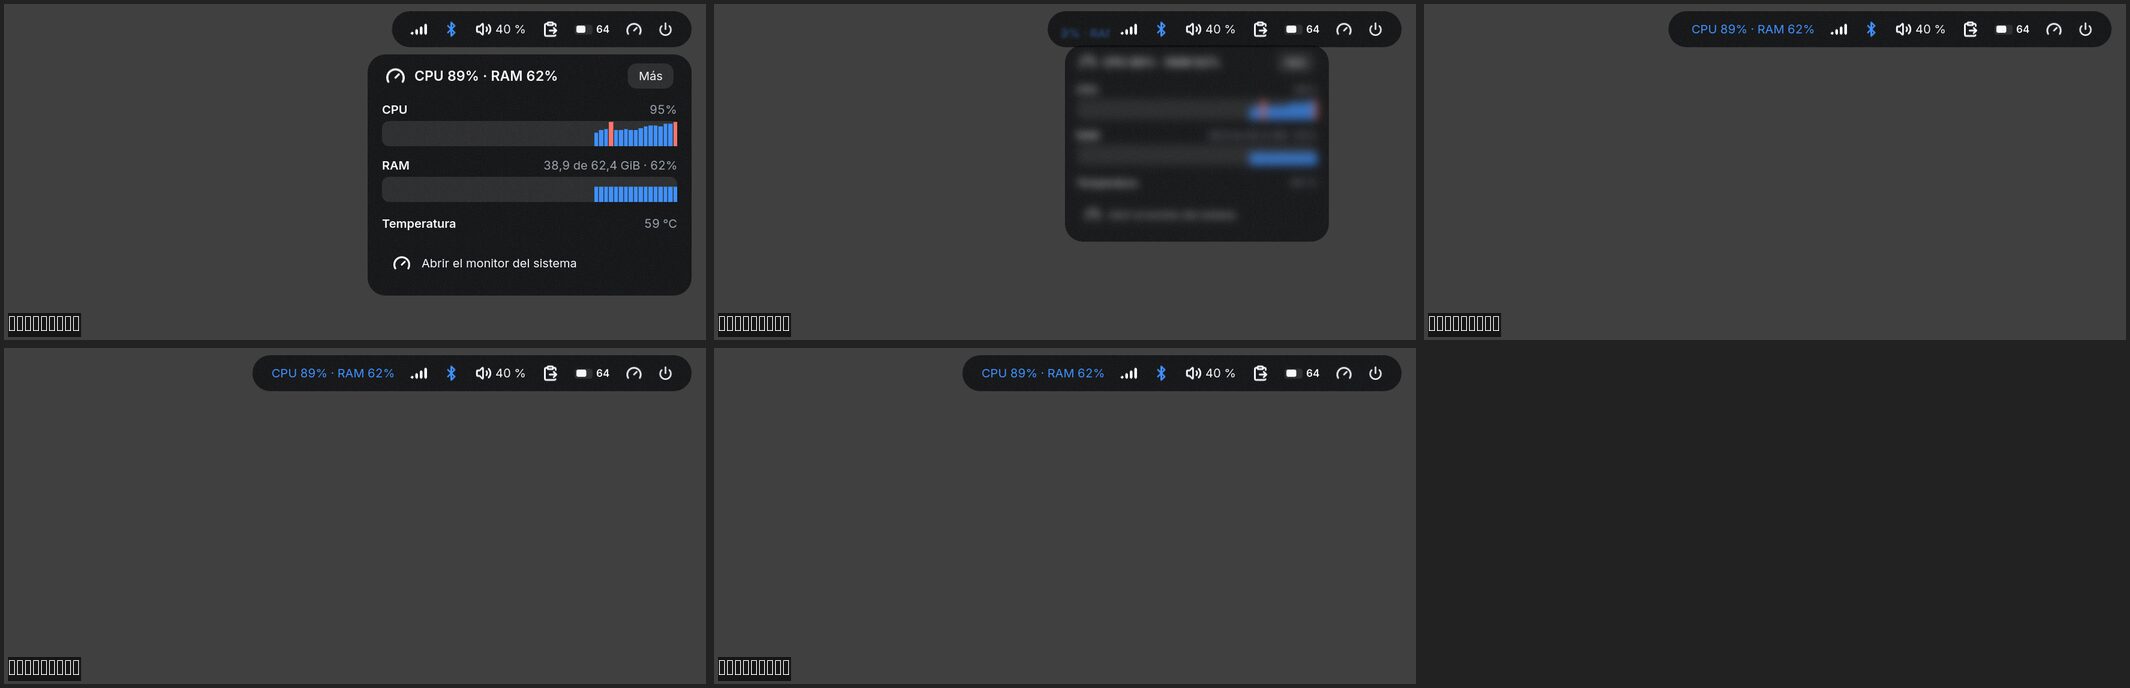 40 %
64
CPU 89% · RAM 62%
Más
CPU
95%
RAM
38,9 de 62,4 GiB · 62%
Temperatura
59 °C
Abrir el monitor del sistema
40 %
64
CPU 89% · RAM 62%
40 %
64
CPU 89% · RAM 62%
40 %
64
CPU 89% · RAM 62%
40 %
64